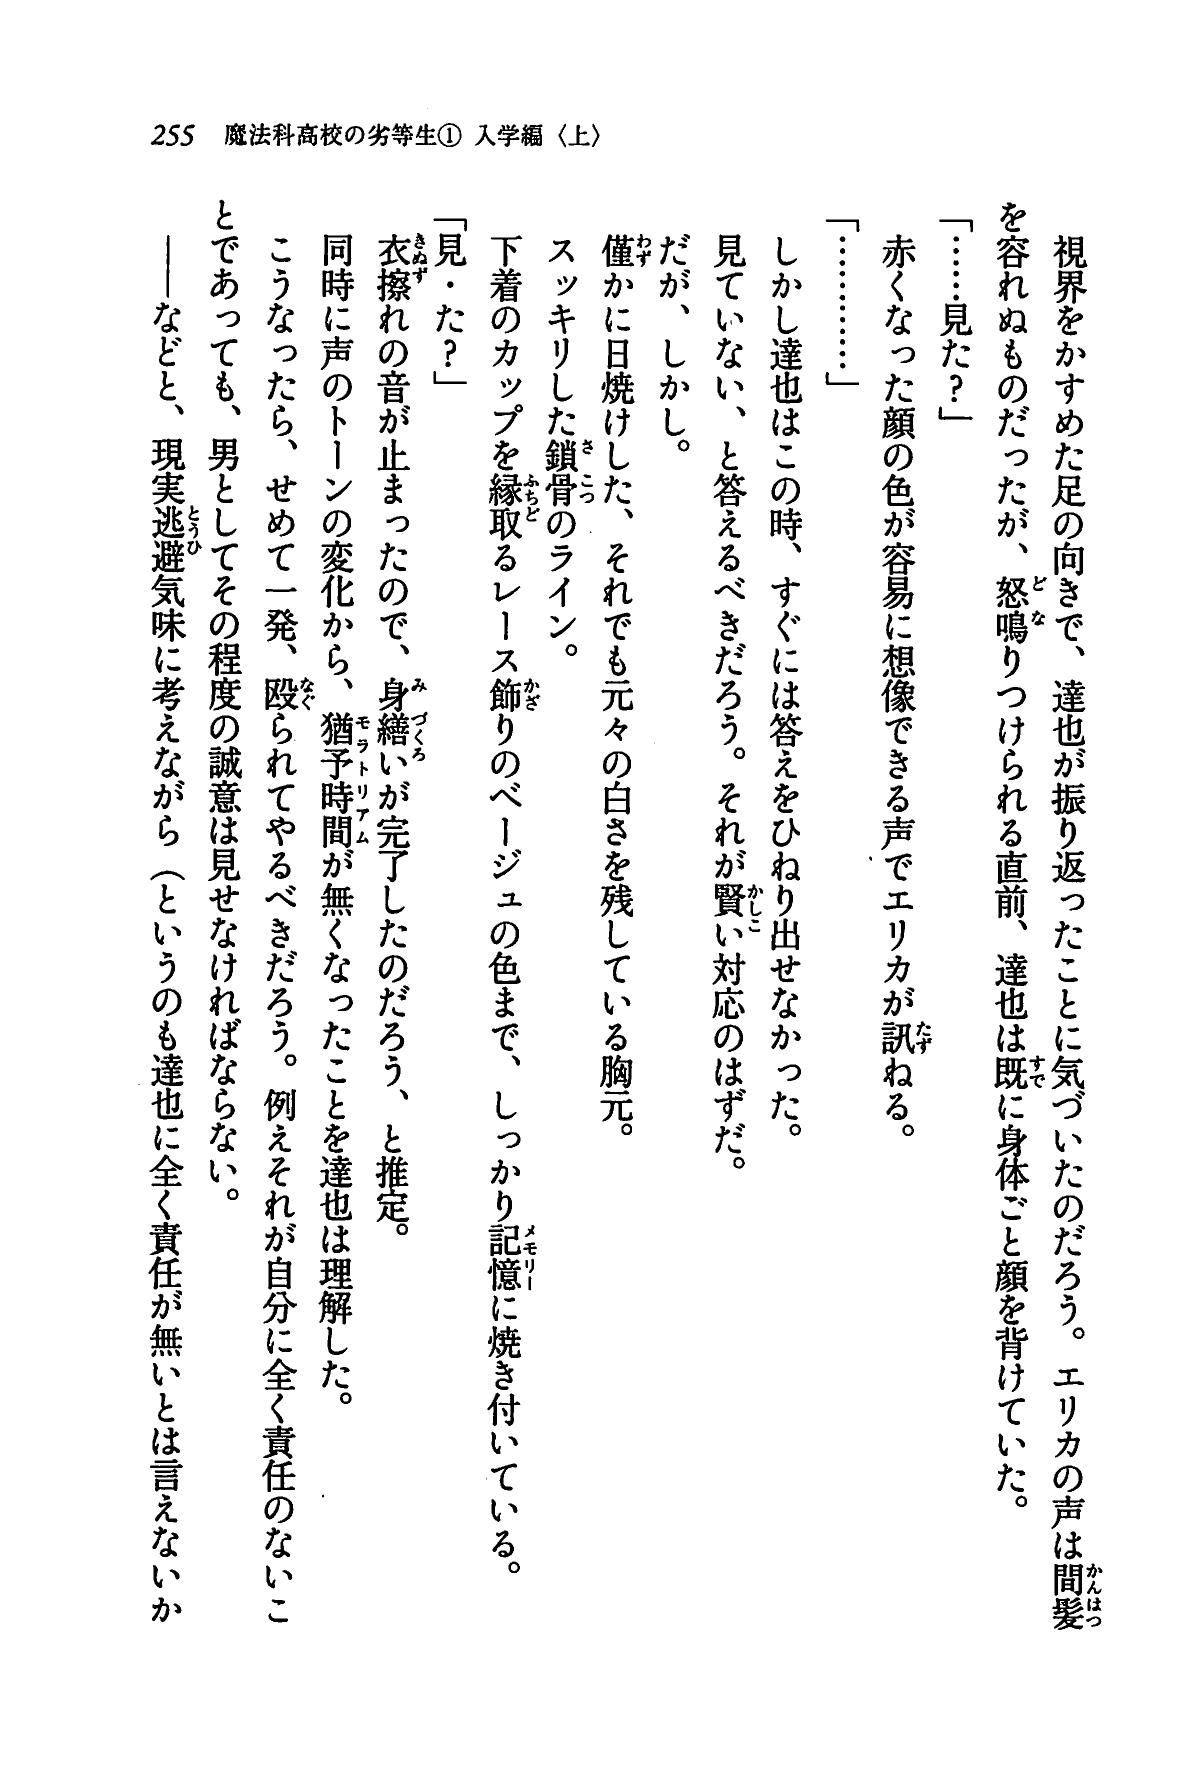 255 魔法科高校の劣等生① 入学編〈上〉
視界をかすめた足の向きで、達也が振り返ったことに気づいたのだろう。エリカの声は間髪
を容れぬものだったが、怒鳴りつけられる直前、達也は既に身体ごと顔を背けていた。
「……見た?」
赤くなった顔の色が容易に想像できる声でエリカが訊ねる。
「…………」
しかし達也はこの時、すぐには答えをひねり出せなかった。
見ていない、と答えるべきだろう。それが賢い対応のはずだ。
だが、しかし。
僅かに日焼けした、それでも元々の白さを残している胸元。
スッキリした鎖骨のライン。
下着のカップを縁取るレース飾りのベージュの色まで、しっかり記憶に焼き付いている。
「見・た?」
衣擦れの音が止まったので、身繕いが完了したのだろう、と推定。
同時に声のトーンの変化から、猶予時間が無くなったことを達也は理解した。
こうなったら、せめて一発、殴られてやるべきだろう。例えそれが自分に全く責任のないこ
とであっても、男としてその程度の誠意は見せなければならない。
――などと、現実逃避気味に考えながら(というのも達也に全く責任が無いとは言えないか